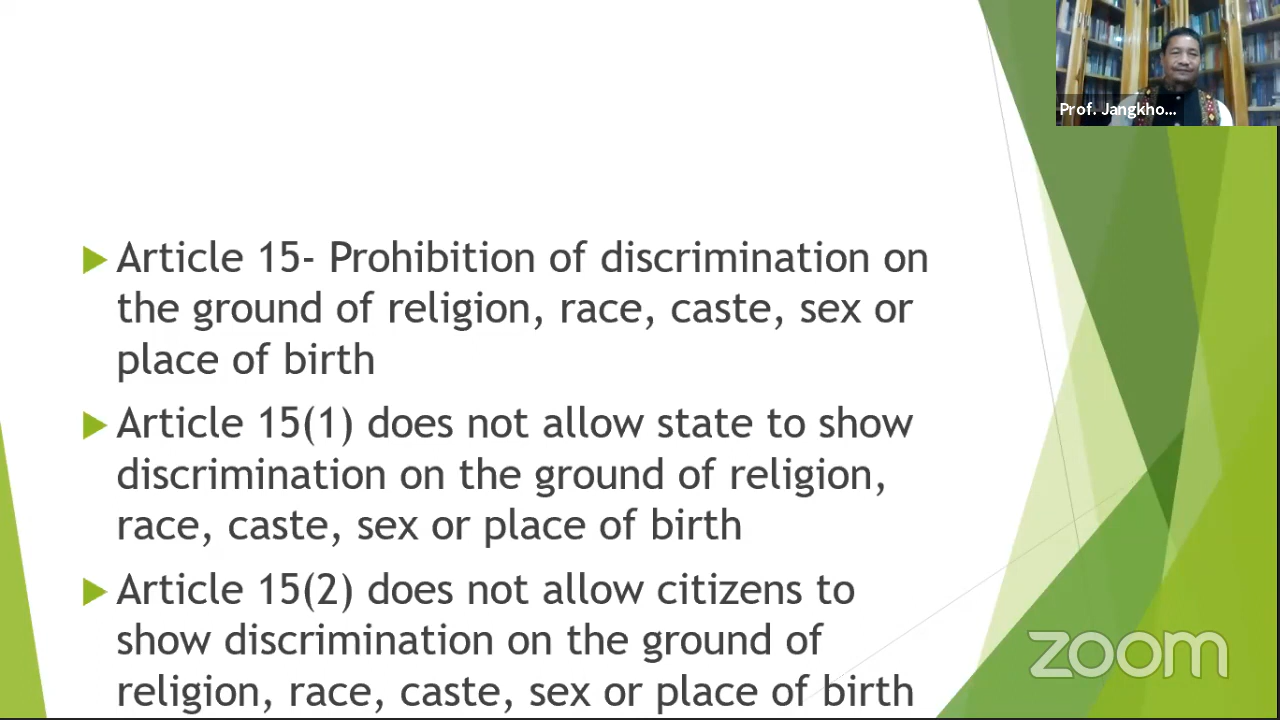 Prof. Jangkho...
Article 15- Prohibition of discrimination on
the ground of religion, race, caste, sex or
place of birth
Article 15(1) does not allow state to show
discrimination on the ground of religion,
race, caste, sex or place of birth
Article 15(2) does not allow citizens to
show discrimination on the ground of
religion, race, caste, sex or place of birth
zoom